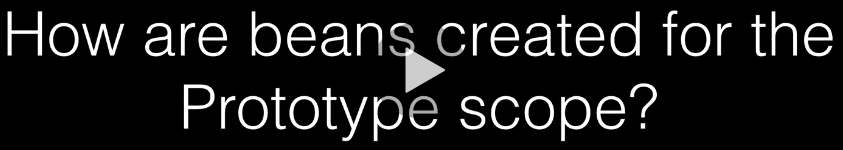 How are beans created for the
Prototype scope?